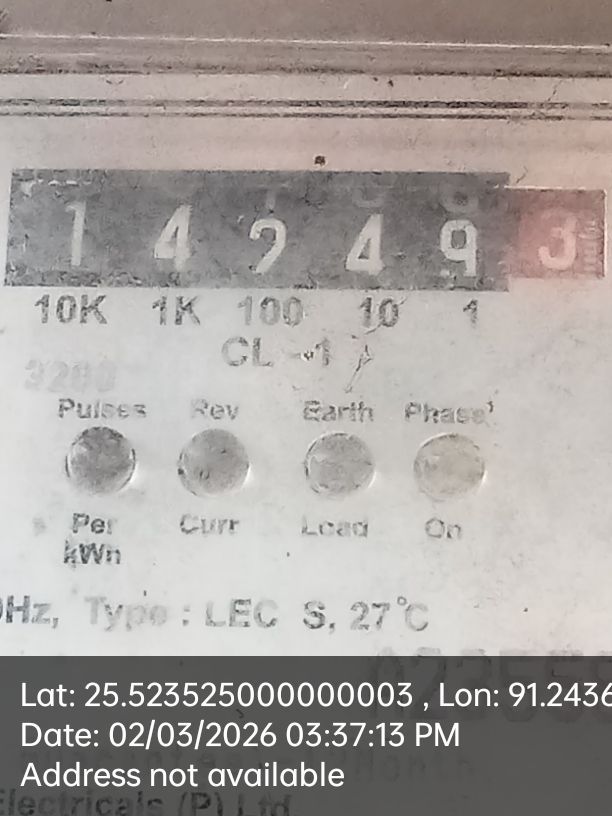 1 4 2 4 9 3
10K 1K 100 10 1
CL -1
3200
Pulses Rev Earth Phase
Per Curr Load On
kWh
Hz, Type : LEC S, 27°C
Lat: 25.523525000000003 , Lon: 91.2436
Date: 02/03/2026 03:37:13 PM
Address not available
Electricals (P) Ltd